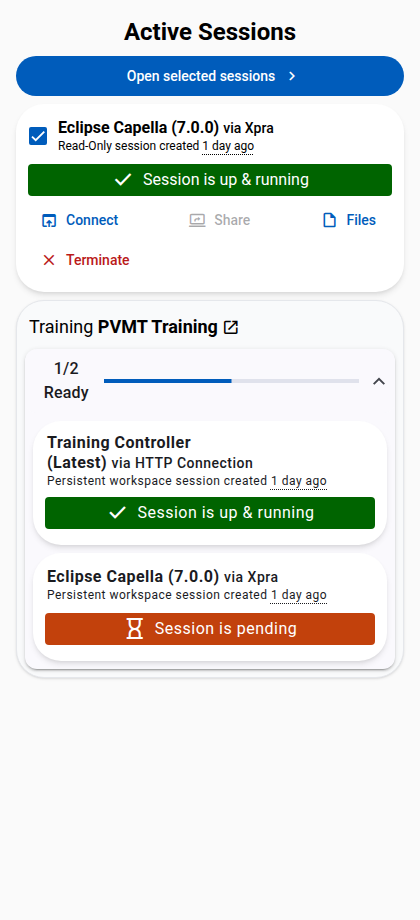 Active Sessions
Open selected sessions
Eclipse Capella (7.0.0) via Xpra
Read-Only session created 1 day ago
Session is up & running
Connect
Share
Files
Terminate
Training PVMT Training
1/2
Ready
Training Controller
(Latest) via HTTP Connection
Persistent workspace session created 1 day ago
Session is up & running
Eclipse Capella (7.0.0) via Xpra
Persistent workspace session created 1 day ago
Session is pending